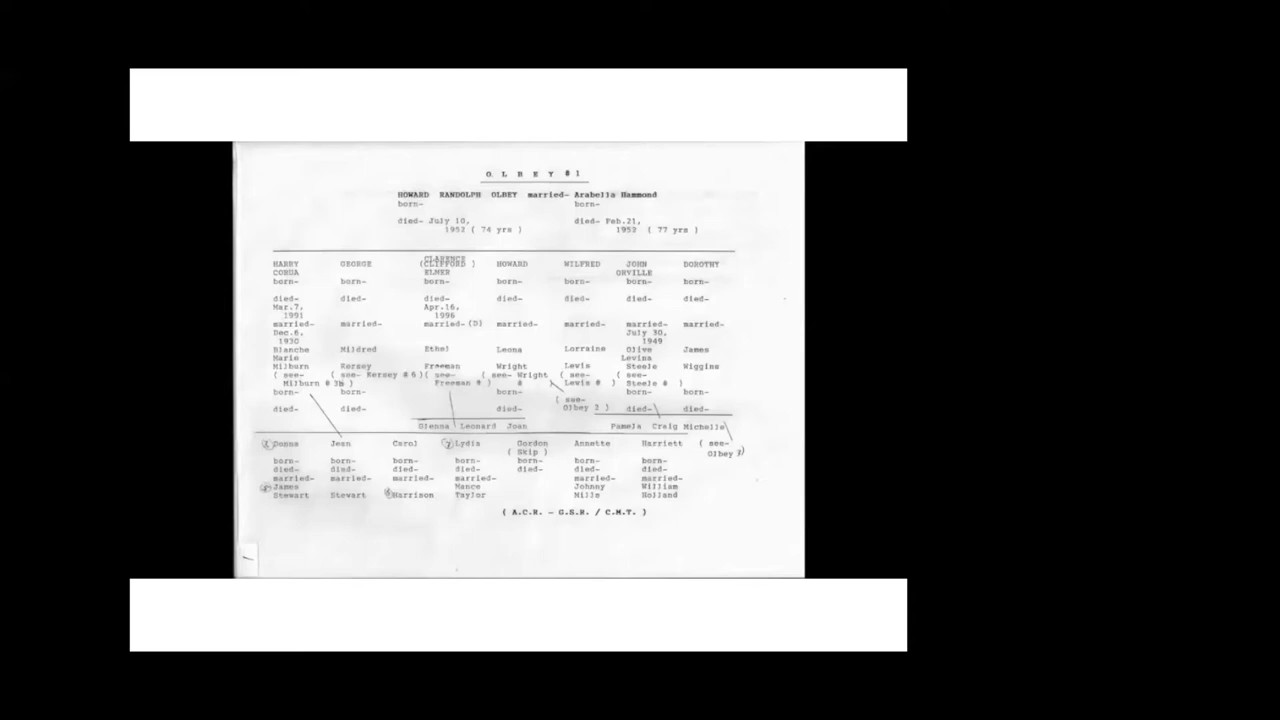 O L B E Y # 1
HOWARD RANDOLPH OLBEY married- Arabella Hammond
born- born-
died- July 10, died- Feb.21,
1952 ( 74 yrs ) 1952 ( 77 yrs )
CLARENCE
HARRY GEORGE (CLIFFORD ) HOWARD WILFRED JOHN DOROTHY
CORGA ELMER ORVILLE
born- born- born- born- born- born- born-
died- died- died- died- died- died- died-
Mar.7, Apr.16,
1991 1996
married- married- married-(D) married- married- married- married-
Dec.6, July 30,
1930 1949
Blanche Mildred Ethel Leona Lorraine Olive James
Marie Levina
Milburn Kersey Freeman Wright Lewis Steele Wiggins
( see- ( see- Kersey # 6 ) ( see- ( see- Wright ( see- ( see-
Milburn # 3b ) Freeman # ) # ) Lewis # ) Steele # )
born- born- born- born- born-
( see-
died- died- died- Olbey 2 ) died- died-
Glenna Leonard Joan Pamela Craig Michelle
Donna Jean Carol Lydia Gordon Annette Harriett ( see-
( Skip ) Olbey 3)
born- born- born- born- born- born- born-
died- died- died- died- died- died- died-
married- married- married- married- married- married-
James Mance Johnny William
Stewart Stewart Harrison Taylor Mills Holland
( A.C.R. - G.S.R. / C.M.T. )